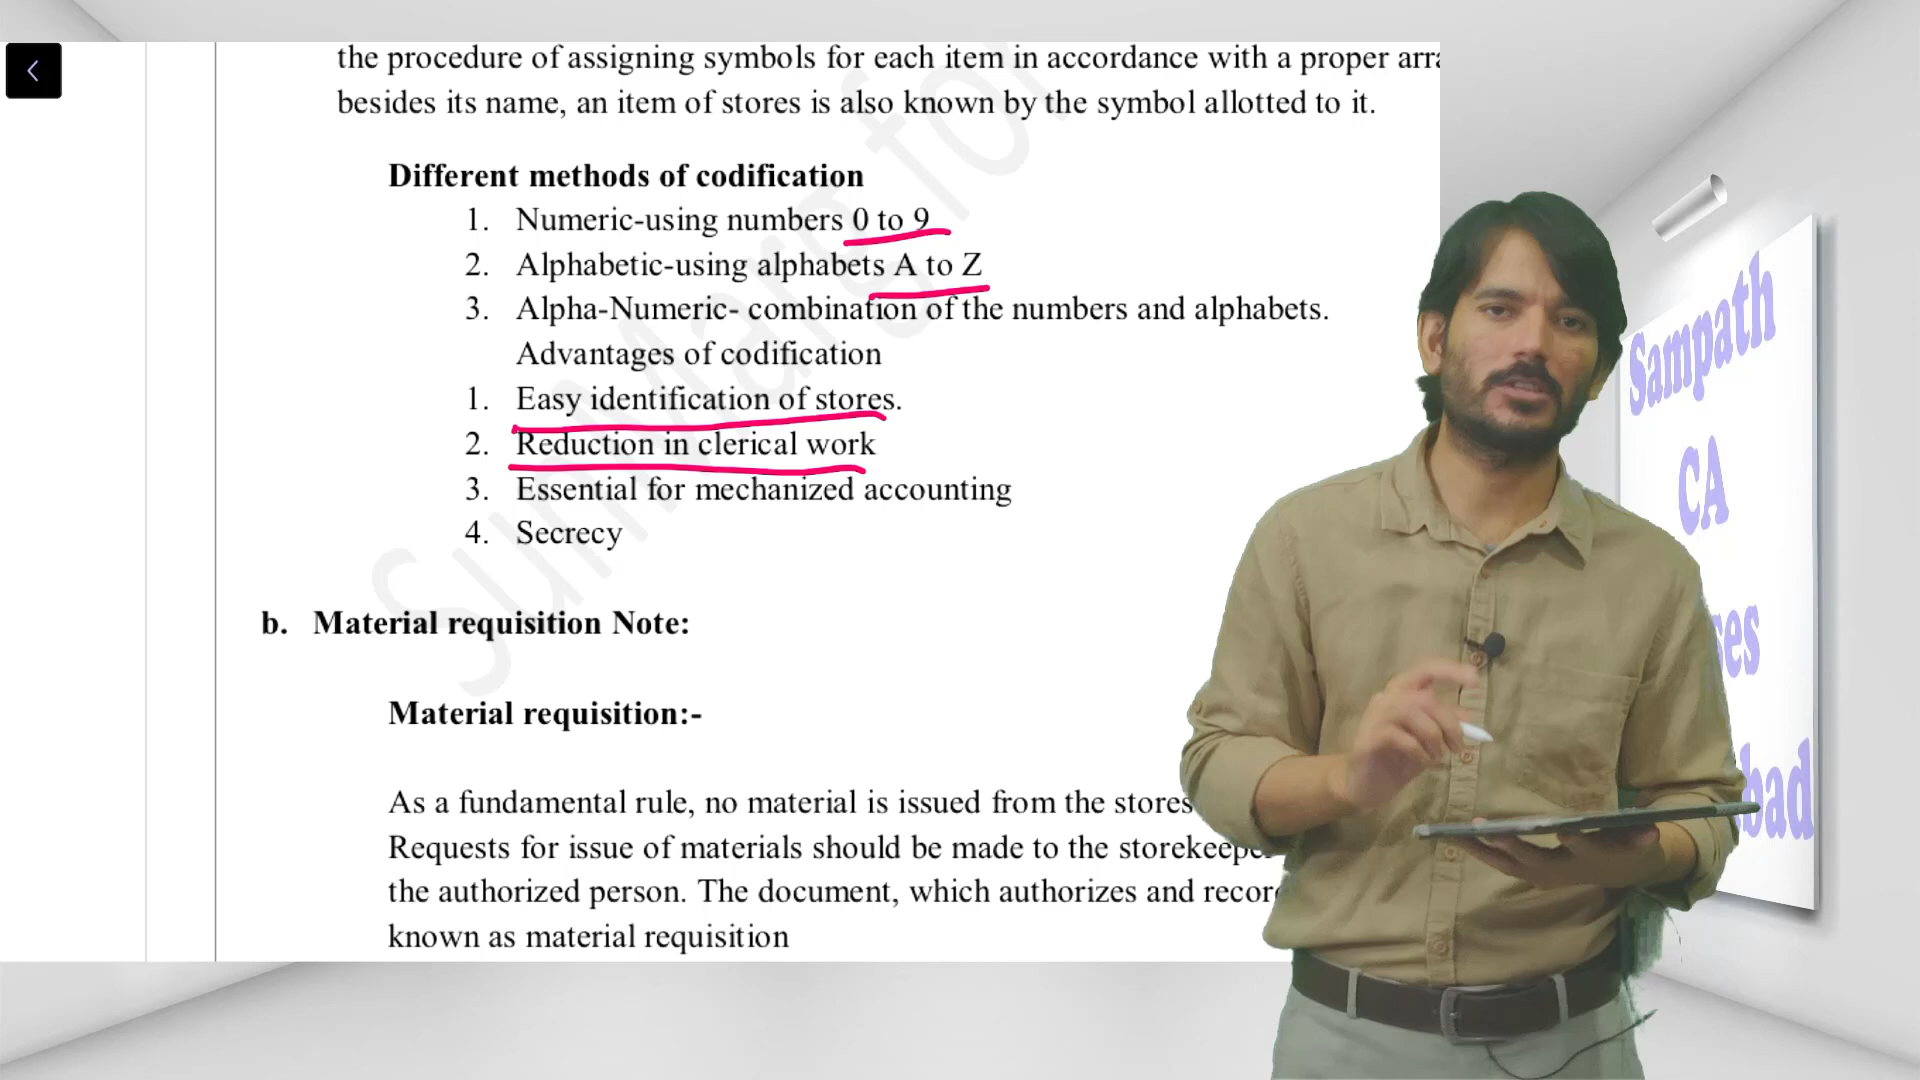 the procedure of assigning symbols for each item in accordance with a proper
besides its name, an item of stores is also known by the symbol allotted to it.
Different methods of codification
1. Numeric-using numbers 0 to 9
2. Alphabetic-using alphabets A to Z
3. Alpha-Numeric- combination of the numbers and alphabets.
Advantages of codification
1. Easy identification of stores.
2. Reduction in clerical work
3. Essential for mechanized accounting
4. Secrecy
b. Material requisition Note:
Material requisition:-
As a fundamental rule, no material is issued from the stores
Requests for issue of materials should be made to the
the authorized person. The document, which authorizes and
known as material requisition
Sampath
CA